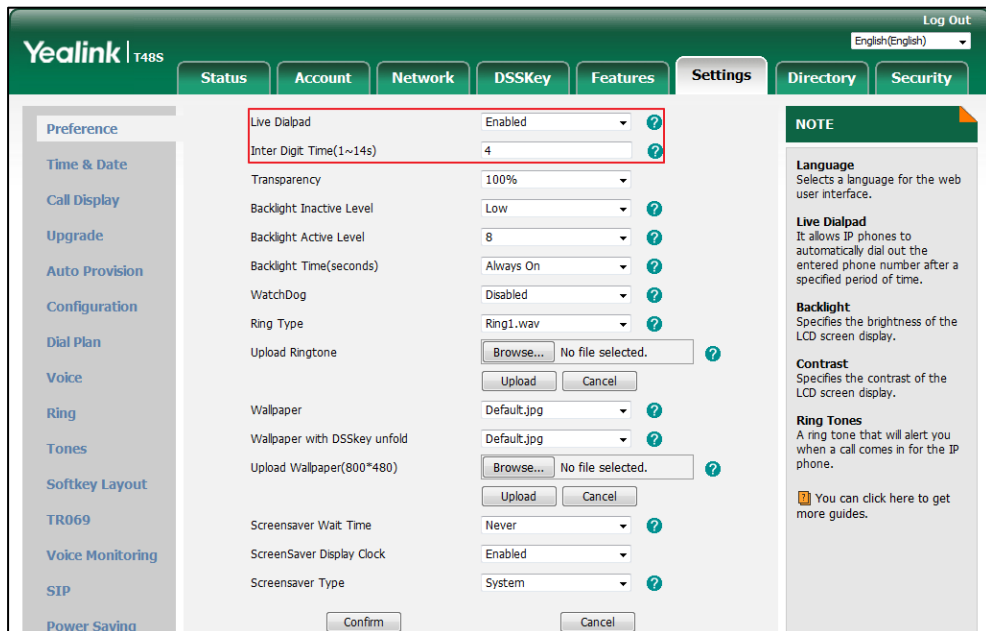 Log Out
Yealink T48S
English(English)
Status Account Network DSSKey Features Settings Directory Security
Preference
Time & Date
Call Display
Upgrade
Auto Provision
Configuration
Dial Plan
Voice
Ring
Tones
Softkey Layout
TR069
Voice Monitoring
SIP
Power Saving
Live Dialpad Enabled ?
Inter Digit Time(1~14s) 4 ?
Transparency 100%
Backlight Inactive Level Low ?
Backlight Active Level 8 ?
Backlight Time(seconds) Always On ?
WatchDog Disabled ?
Ring Type Ring1.wav ?
Upload Ringtone Browse... No file selected. ?
Upload Cancel
Wallpaper Default.jpg ?
Wallpaper with DSSkey unfold Default.jpg ?
Upload Wallpaper(800*480) Browse... No file selected. ?
Upload Cancel
Screensaver Wait Time Never ?
ScreenSaver Display Clock Enabled
Screensaver Type System ?
Confirm Cancel
NOTE
Language
Selects a language for the web
user interface.
Live Dialpad
It allows IP phones to
automatically dial out the
entered phone number after a
specified period of time.
Backlight
Specifies the brightness of the
LCD screen display.
Contrast
Specifies the contrast of the
LCD screen display.
Ring Tones
A ring tone that will alert you
when a call comes in for the IP
phone.
? You can click here to get
more guides.